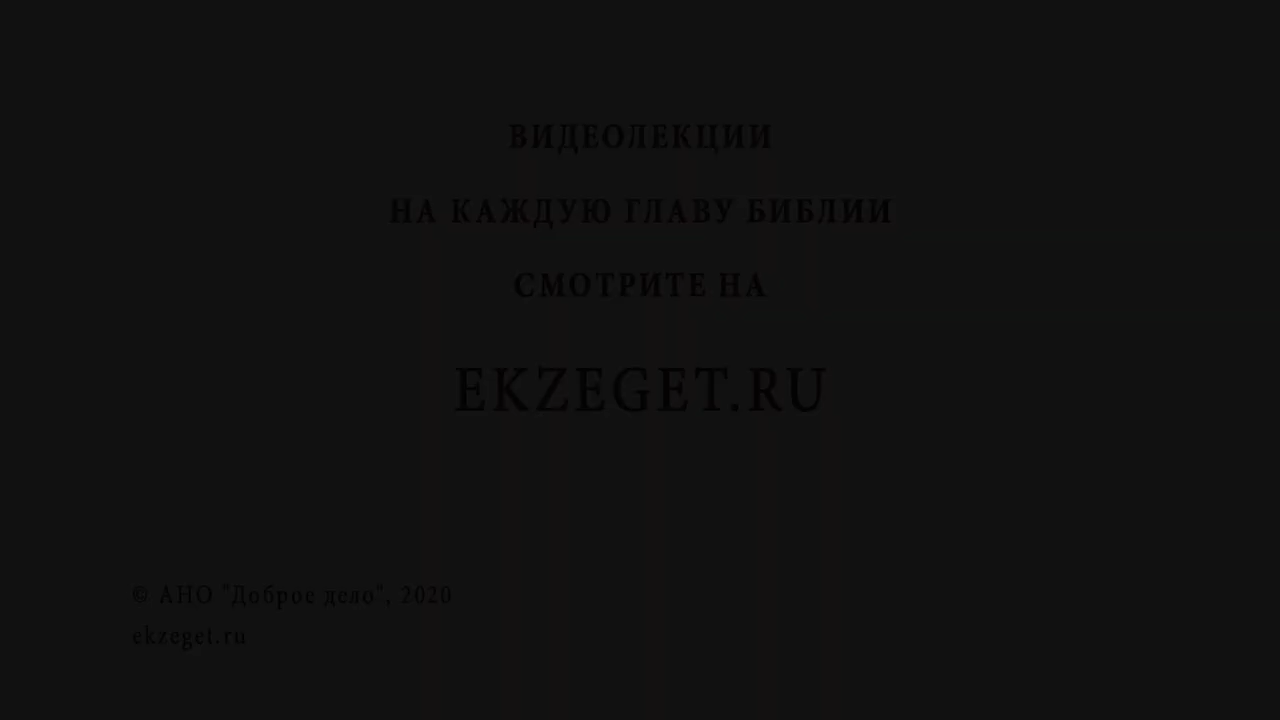 ВИДЕОЛЕКЦИИ
НА КАЖДУЮ ГЛАВУ БИБЛИИ
СМОТРИТЕ НА
EKZEGET.RU
© АНО "Доброе дело", 2020
ekzeget.ru